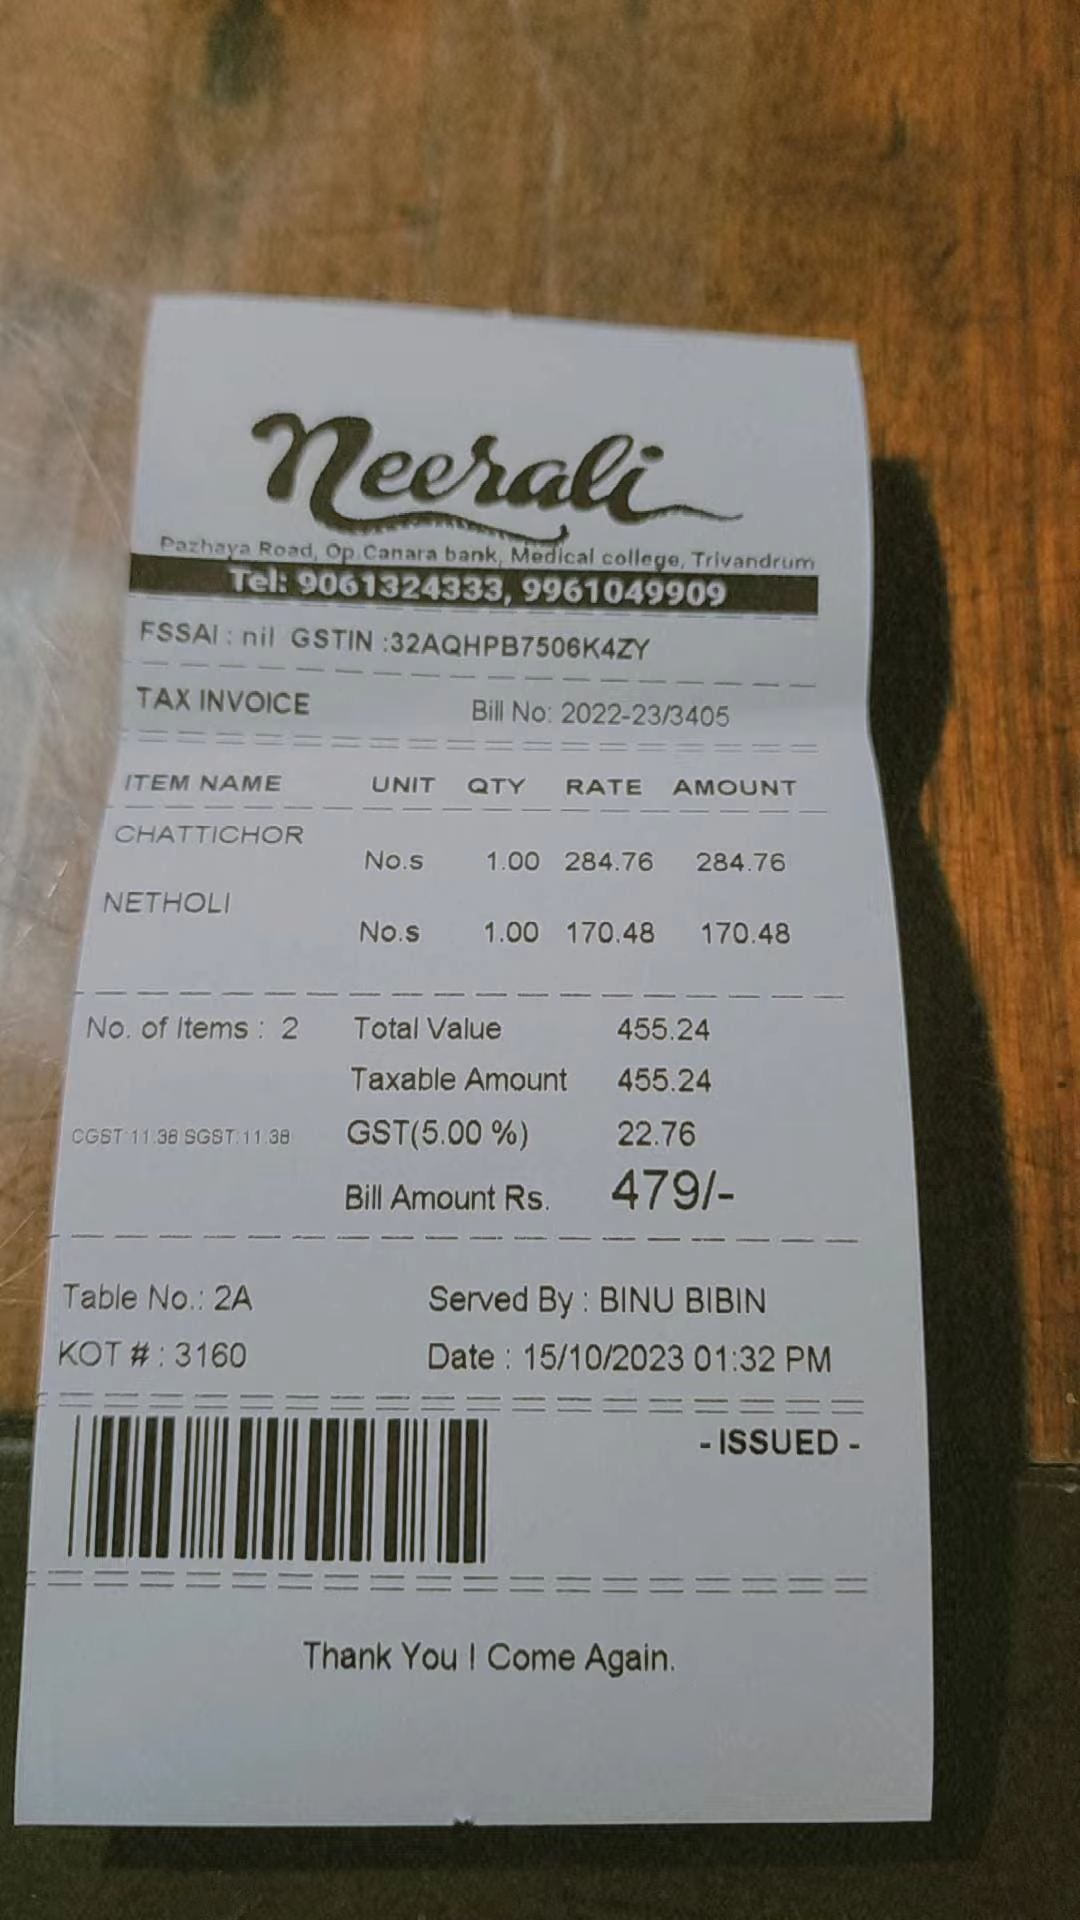 Neerali
Pazhaya Road, Op.Canara bank, Medical college, Trivandrum
Tel: 9061324333, 9961049909
FSSAI : nil GSTIN :32AQHPB7506K4ZY
TAX INVOICE Bill No: 2022-23/3405
ITEM NAME UNIT QTY RATE AMOUNT
CHATTICHOR
No.s 1.00 284.76 284.76
NETHOLI
No.s 1.00 170.48 170.48
No. of Items : 2 Total Value 455.24
Taxable Amount 455.24
CGST:11.38 SGST:11.38 GST(5.00 %) 22.76
Bill Amount Rs. 479/-
Table No.: 2A Served By : BINU BIBIN
KOT # : 3160 Date : 15/10/2023 01:32 PM
- ISSUED -
Thank You ! Come Again.